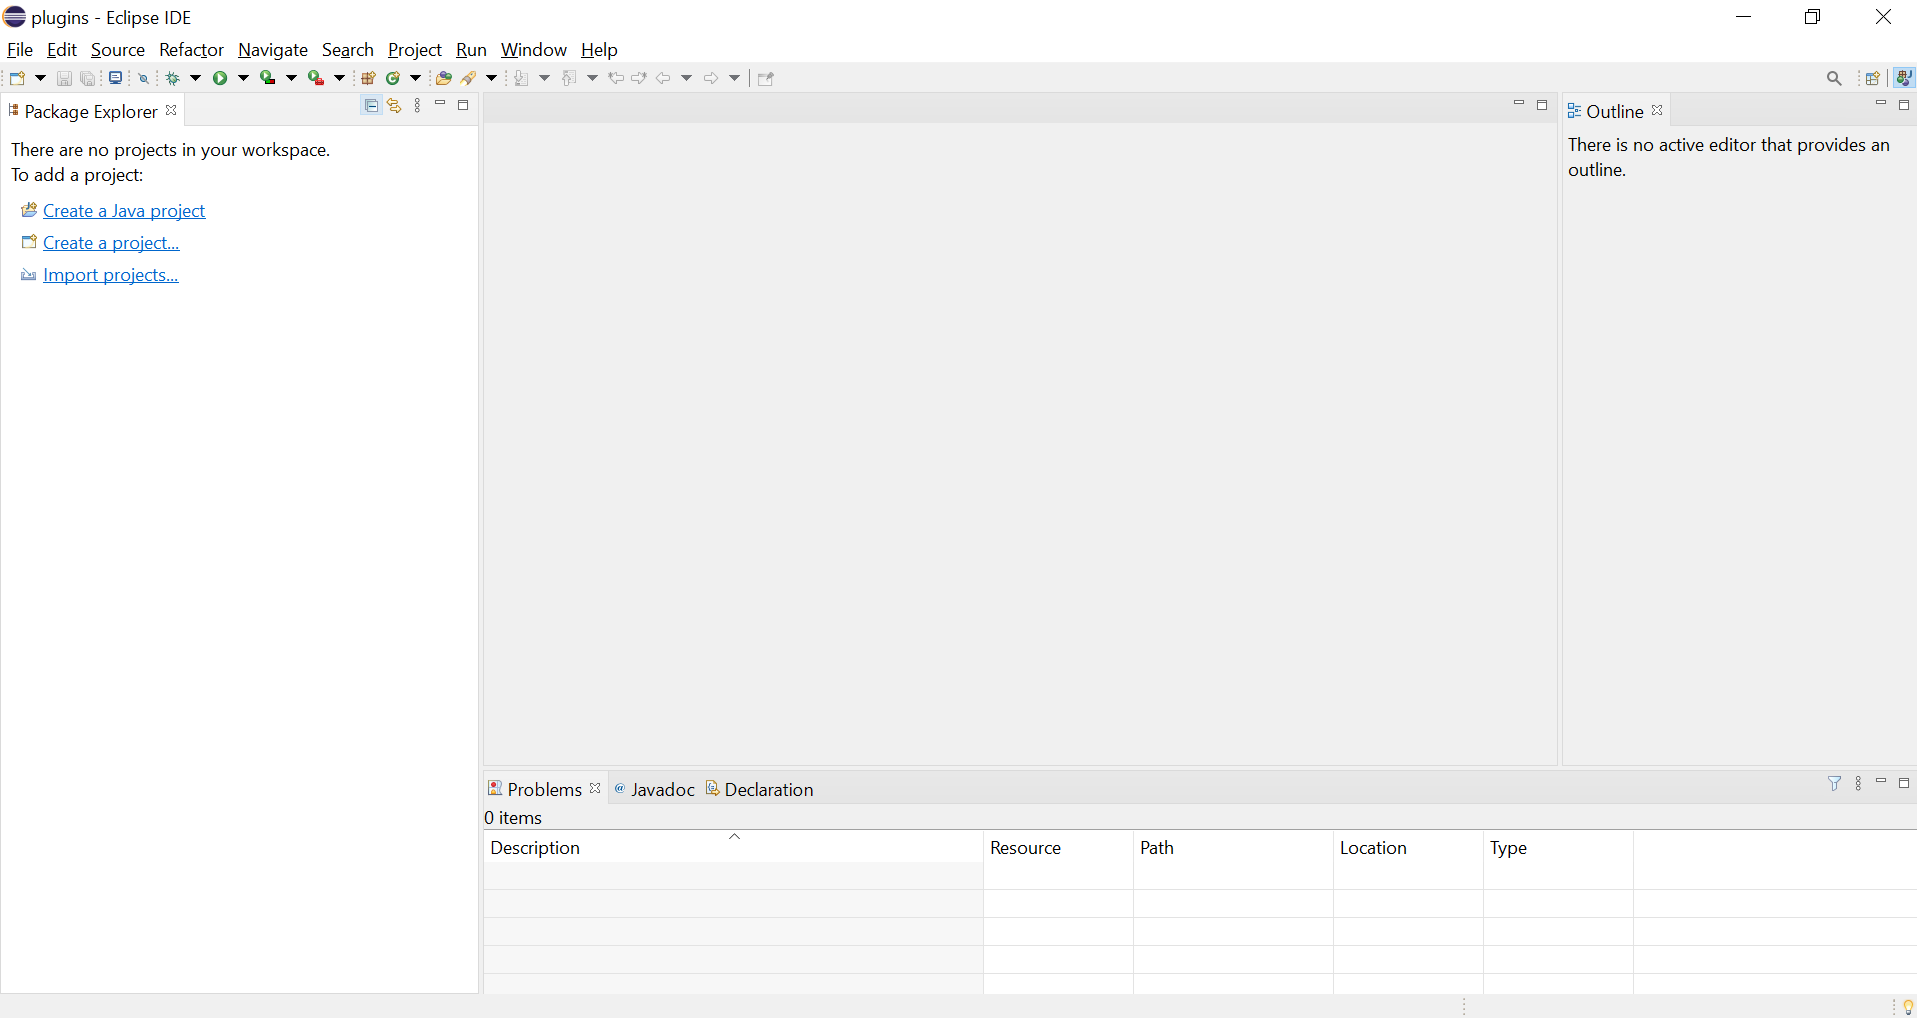 plugins - Eclipse IDE
File Edit Source Refactor Navigate Search Project Run Window Help
Package Explorer
There are no projects in your workspace.
To add a project:
Create a Java project
Create a project...
Import projects...
Outline
There is no active editor that provides an
outline.
Problems @ Javadoc Declaration
0 items
Description Resource Path Location Type